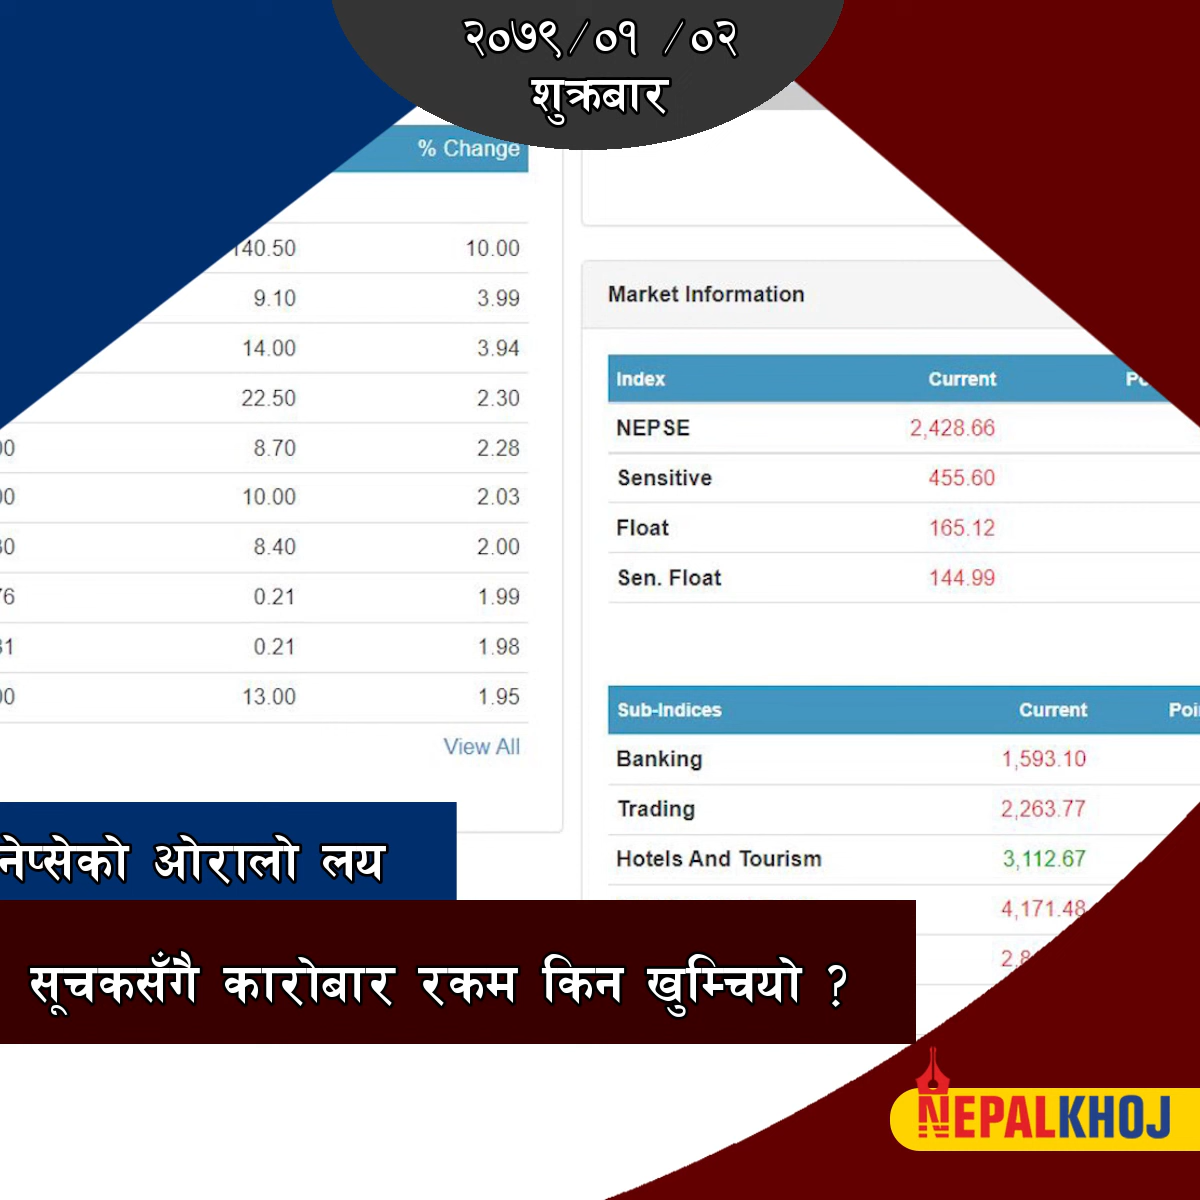 २०७९/०१ /०२
शुक्रबार
% Change
140.50 10.00
9.10 3.99
14.00 3.94
22.50 2.30
8.70 2.28
10.00 2.03
8.40 2.00
0.21 1.99
0.21 1.98
13.00 1.95
View All
Market Information
Index Current
NEPSE 2,428.66
Sensitive 455.60
Float 165.12
Sen. Float 144.99
Sub-Indices Current
Banking 1,593.10
Trading 2,263.77
Hotels And Tourism 3,112.67
4,171.48
नेप्सेको ओरालो लय
सूचकसँगै कारोबार रकम किन खुम्चियो ?
NEPALKHOJ